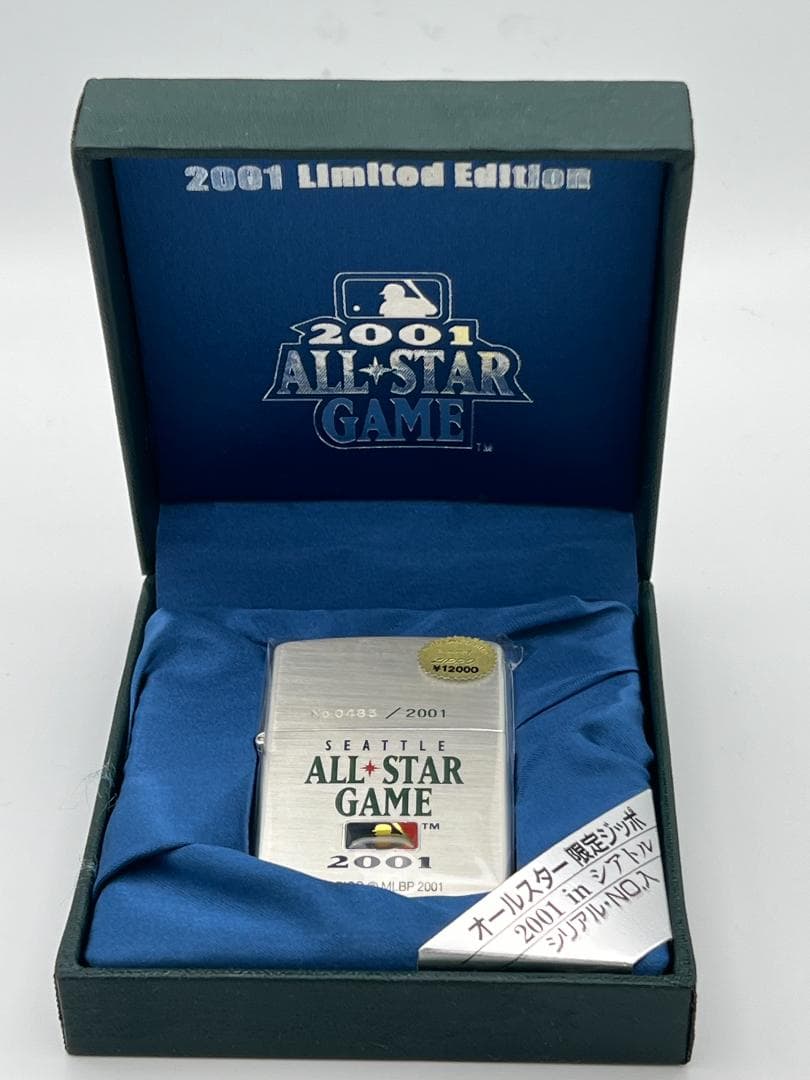 2001 Limited Edition
2001
ALL STAR
GAME
TM
¥12000
No.0485 / 2001
SEATTLE
ALL STAR
GAME
TM
2001
© MLBP 2001
オールスター限定ジッポ
2001 in シアトル
シリアル・NO.入